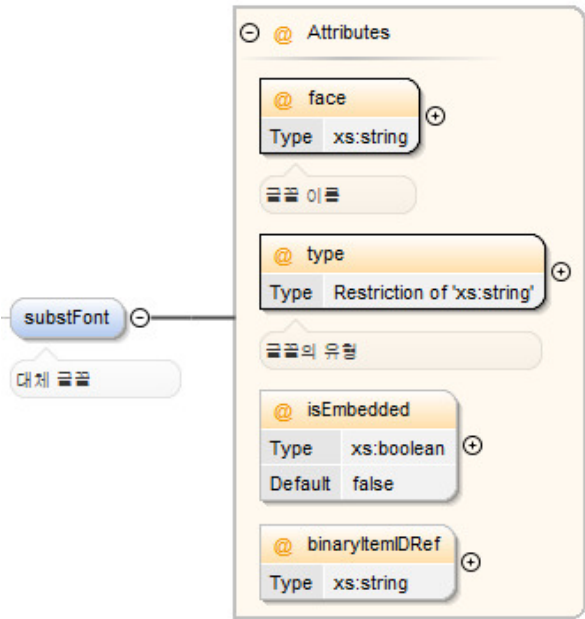 Attributes
@ face
Type xs:string
글꼴 이름
@ type
Type Restriction of 'xs:string'
글꼴의 유형
substFont
대체 글꼴
@ isEmbedded
Type xs:boolean
Default false
@ binaryItemIDRef
Type xs:string